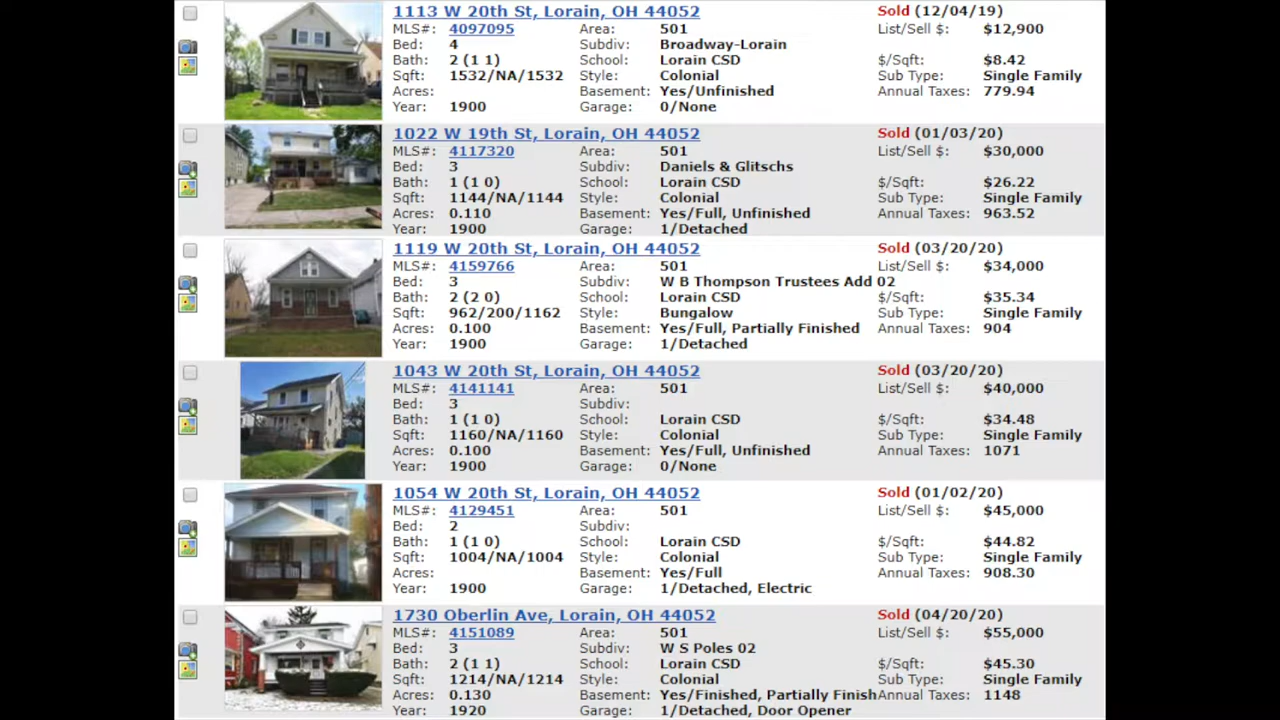 1113 W 20th St, Lorain, OH 44052 Sold (12/04/19)
MLS#: 4097095 Area: 501 List/Sell $: $12,900
Bed: 4 Subdiv: Broadway-Lorain
Bath: 2 (1 1) School: Lorain CSD $/Sqft: $8.42
Sqft: 1532/NA/1532 Style: Colonial Sub Type: Single Family
Acres: Basement: Yes/Unfinished Annual Taxes: 779.94
Year: 1900 Garage: 0/None
1022 W 19th St, Lorain, OH 44052 Sold (01/03/20)
MLS#: 4117320 Area: 501 List/Sell $: $30,000
Bed: 3 Subdiv: Daniels & Glitschs
Bath: 1 (1 0) School: Lorain CSD $/Sqft: $26.22
Sqft: 1144/NA/1144 Style: Colonial Sub Type: Single Family
Acres: 0.110 Basement: Yes/Full, Unfinished Annual Taxes: 963.52
Year: 1900 Garage: 1/Detached
1119 W 20th St, Lorain, OH 44052 Sold (03/20/20)
MLS#: 4159766 Area: 501 List/Sell $: $34,000
Bed: 3 Subdiv: W B Thompson Trustees Add 02
Bath: 2 (2 0) School: Lorain CSD $/Sqft: $35.34
Sqft: 962/200/1162 Style: Bungalow Sub Type: Single Family
Acres: 0.100 Basement: Yes/Full, Partially Finished Annual Taxes: 904
Year: 1900 Garage: 1/Detached
1043 W 20th St, Lorain, OH 44052 Sold (03/20/20)
MLS#: 4141141 Area: 501 List/Sell $: $40,000
Bed: 3 Subdiv:
Bath: 1 (1 0) School: Lorain CSD $/Sqft: $34.48
Sqft: 1160/NA/1160 Style: Colonial Sub Type: Single Family
Acres: 0.100 Basement: Yes/Full, Unfinished Annual Taxes: 1071
Year: 1900 Garage: 0/None
1054 W 20th St, Lorain, OH 44052 Sold (01/02/20)
MLS#: 4129451 Area: 501 List/Sell $: $45,000
Bed: 2 Subdiv:
Bath: 1 (1 0) School: Lorain CSD $/Sqft: $44.82
Sqft: 1004/NA/1004 Style: Colonial Sub Type: Single Family
Acres: Basement: Yes/Full Annual Taxes: 908.30
Year: 1900 Garage: 1/Detached, Electric
1730 Oberlin Ave, Lorain, OH 44052 Sold (04/20/20)
MLS#: 4151089 Area: 501 List/Sell $: $55,000
Bed: 3 Subdiv: W S Poles 02
Bath: 2 (1 1) School: Lorain CSD $/Sqft: $45.30
Sqft: 1214/NA/1214 Style: Colonial Sub Type: Single Family
Acres: 0.130 Basement: Yes/Finished, Partially Finish Annual Taxes: 1148
Year: 1920 Garage: 1/Detached, Door Opener